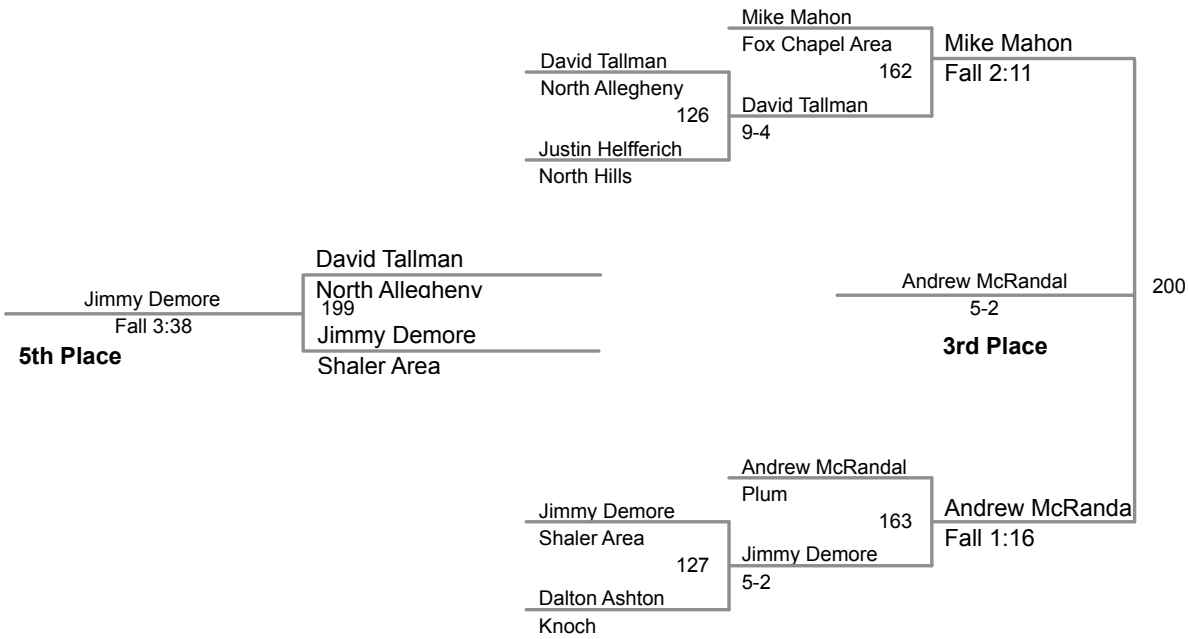 Mike Mahon
Fox Chapel Area
Mike Mahon
162
Fall 2:11
David Tallman
North Allegheny
126
David Tallman
9-4
Justin Helfferich
North Hills
David Tallman
North Allegheny
199
Jimmy Demore
Fall 3:38
5th Place
Jimmy Demore
Shaler Area
Andrew McRandal
5-2
3rd Place
200
Andrew McRandal
Plum
163
Andrew McRanda
Fall 1:16
Jimmy Demore
Shaler Area
127
Jimmy Demore
5-2
Dalton Ashton
Knoch